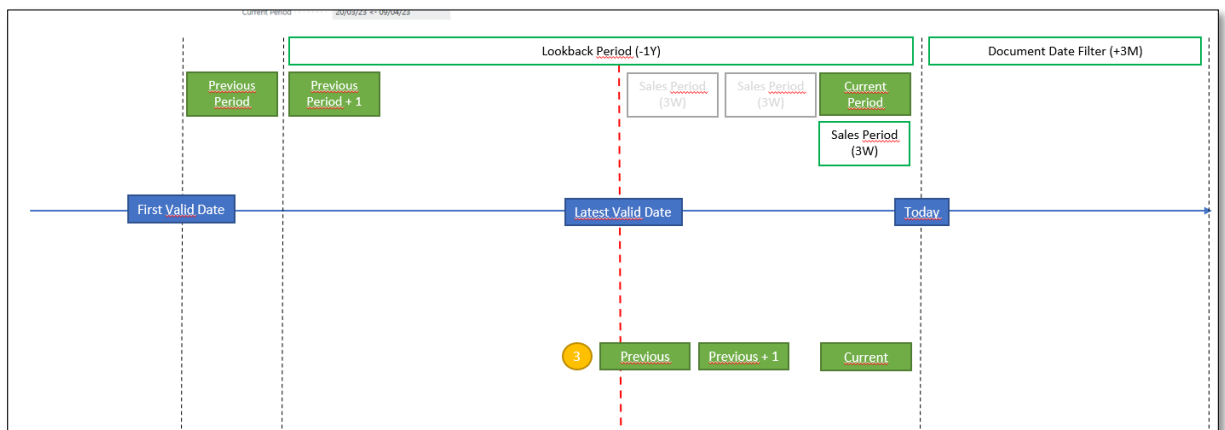 Current Period 20/03/23 <- 09/04/23
Lookback Period (-1Y)
Document Date Filter (+3M)
Previous
Period
Previous
Period + 1
Sales Period
(3W)
Sales Period
(3W)
Current
Period
Sales Period
(3W)
First Valid Date
Latest Valid Date
Today
3
Previous
Previous + 1
Current